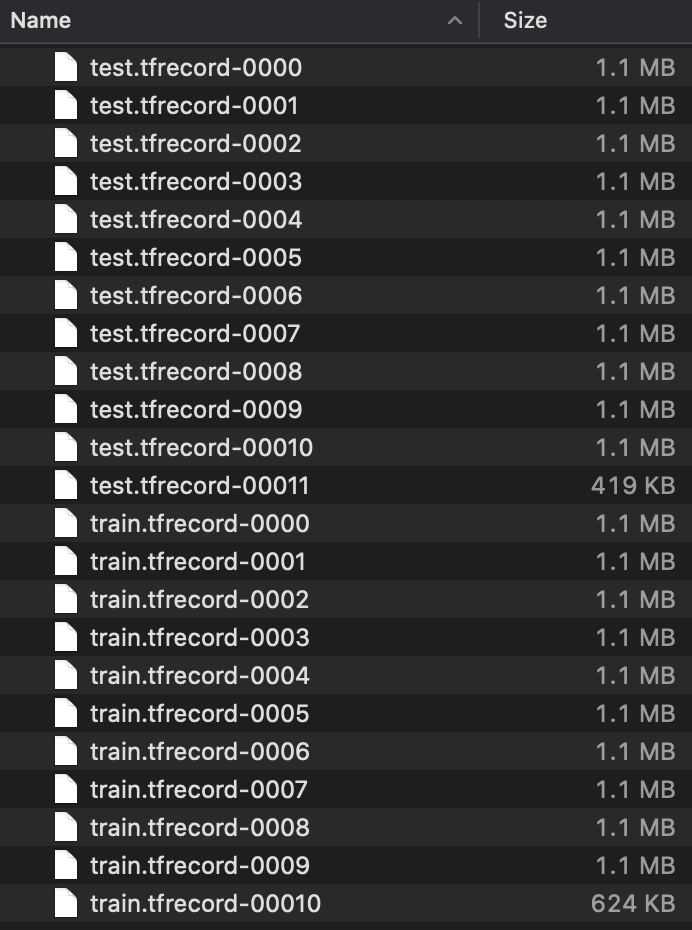 Name Size
test.tfrecord-0000 1.1 MB
test.tfrecord-0001 1.1 MB
test.tfrecord-0002 1.1 MB
test.tfrecord-0003 1.1 MB
test.tfrecord-0004 1.1 MB
test.tfrecord-0005 1.1 MB
test.tfrecord-0006 1.1 MB
test.tfrecord-0007 1.1 MB
test.tfrecord-0008 1.1 MB
test.tfrecord-0009 1.1 MB
test.tfrecord-00010 1.1 MB
test.tfrecord-00011 419 KB
train.tfrecord-0000 1.1 MB
train.tfrecord-0001 1.1 MB
train.tfrecord-0002 1.1 MB
train.tfrecord-0003 1.1 MB
train.tfrecord-0004 1.1 MB
train.tfrecord-0005 1.1 MB
train.tfrecord-0006 1.1 MB
train.tfrecord-0007 1.1 MB
train.tfrecord-0008 1.1 MB
train.tfrecord-0009 1.1 MB
train.tfrecord-00010 624 KB